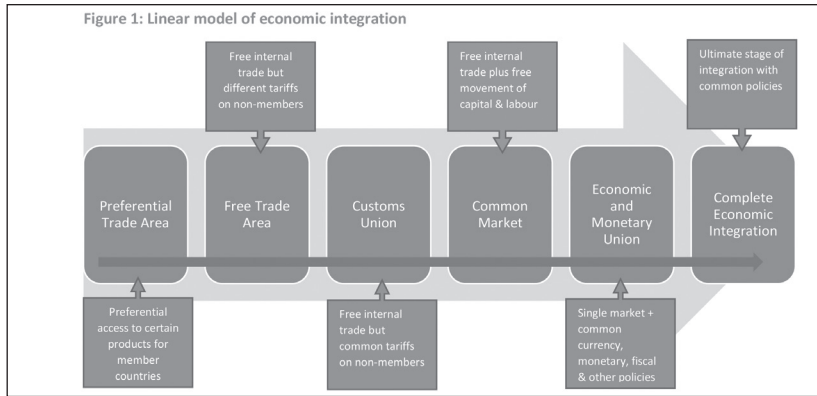 Figure 1: Linear model of economic integration
Free internal
trade but
different tariffs
on non-members
Free internal
trade plus free
movement of
capital & labour
Ultimate stage of
integration with
common policies
Preferential
Trade Area
Free Trade
Area
Customs
Union
Common
Market
Economic
and
Monetary
Union
Complete
Economic
Integration
Preferential
access to certain
products for
member
countries
Free internal
trade but
common tariffs
on non-members
Single market +
common
currency,
monetary, fiscal
& other policies